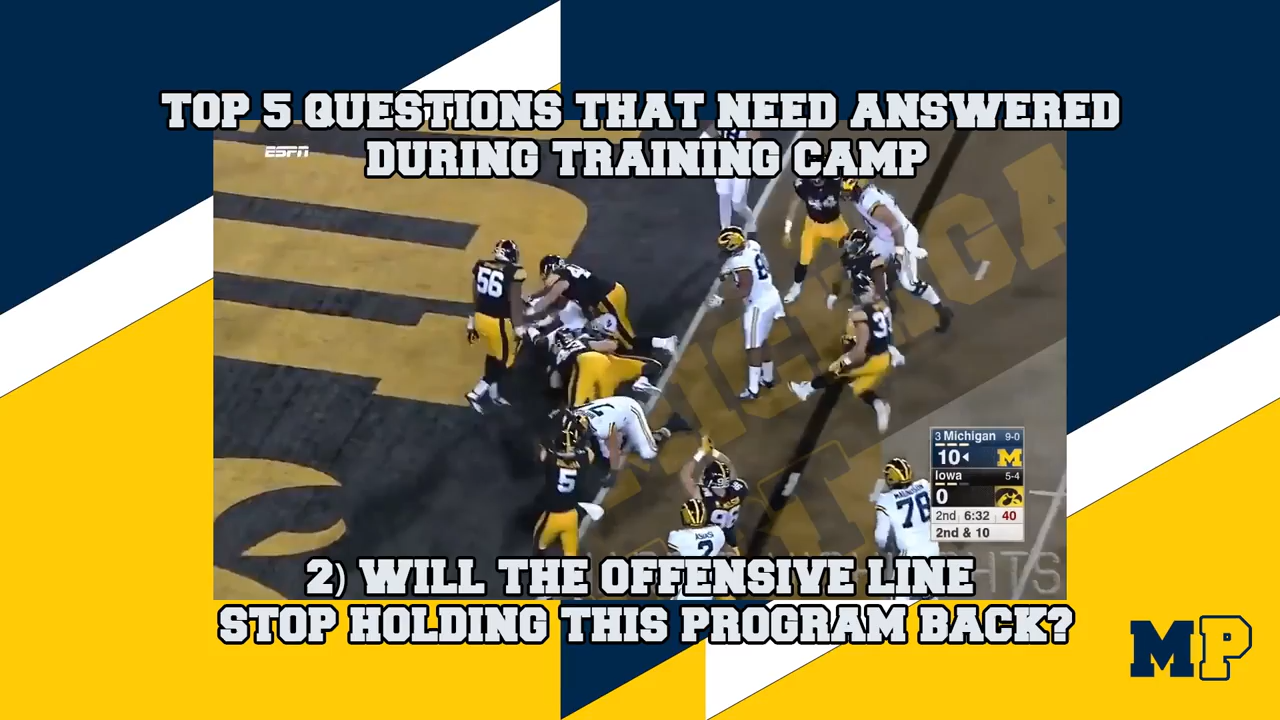 TOP 5 QUESTIONS THAT NEED ANSWERED
DURING TRAINING CAMP
ESPN
56
5
3 Michigan 9-0
10 M
Iowa 5-4
0
2nd 6:32 40
2nd & 10
78
2
2) WILL THE OFFENSIVE LINE
STOP HOLDING THIS PROGRAM BACK?
MP